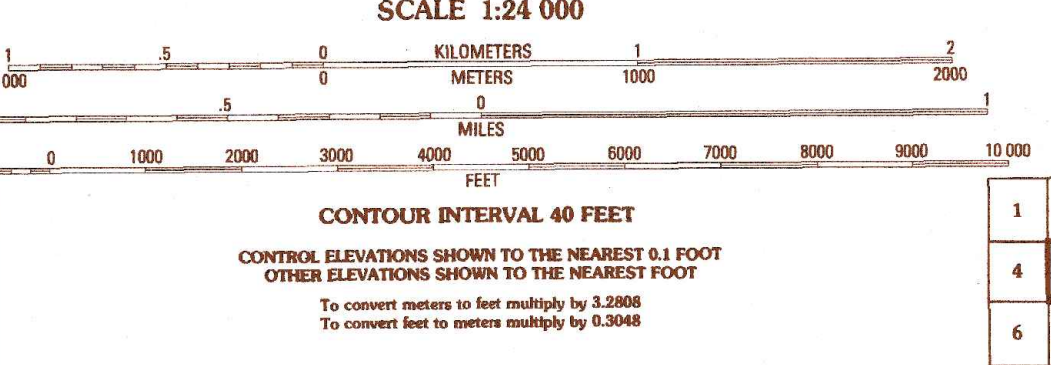 SCALE 1:24 000
1 .5 0 KILOMETERS 1 2
000 0 METERS 1000 2000
.5 0 1
MILES
0 1000 2000 3000 4000 5000 6000 7000 8000 9000 10 000
FEET
CONTOUR INTERVAL 40 FEET
CONTROL ELEVATIONS SHOWN TO THE NEAREST 0.1 FOOT
OTHER ELEVATIONS SHOWN TO THE NEAREST FOOT
To convert meters to feet multiply by 3.2808
To convert feet to meters multiply by 0.3048
1
4
6